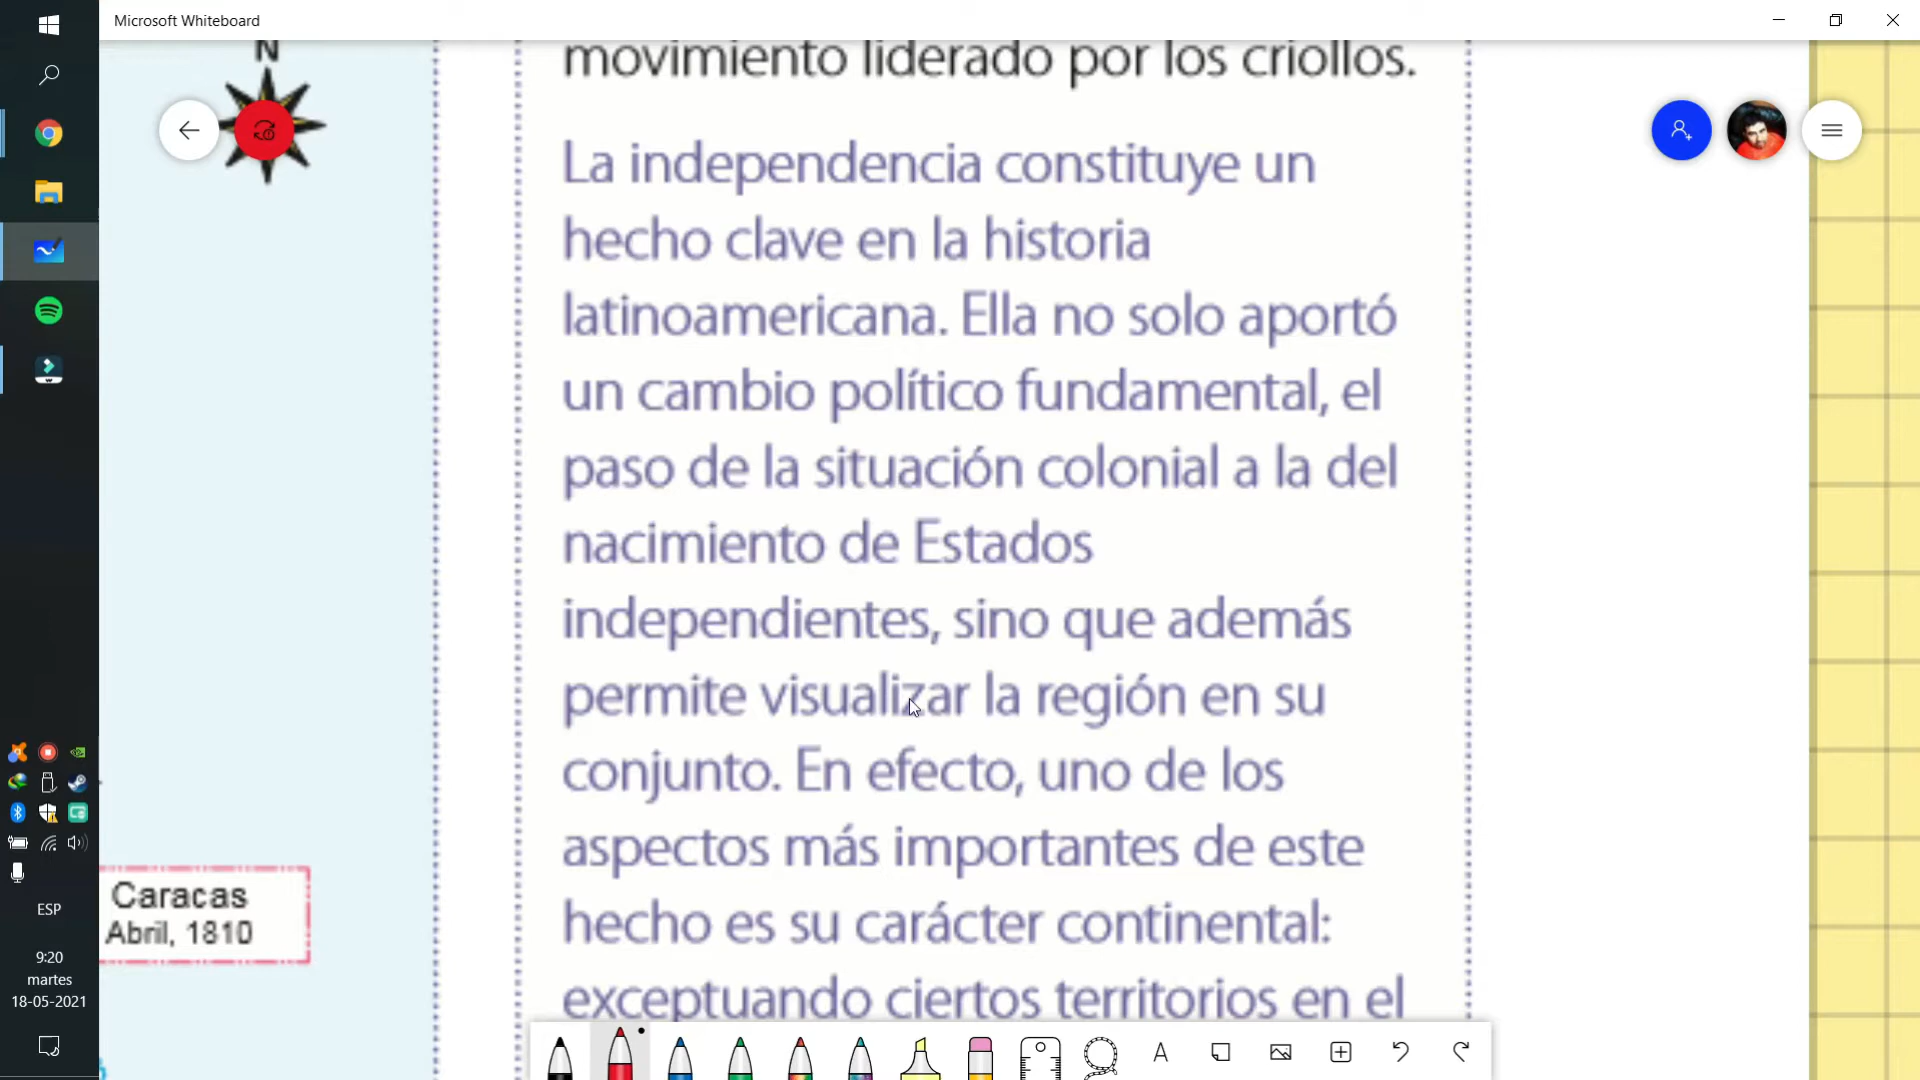 Microsoft Whiteboard
N
movimiento liderado por los criollos.
La independencia constituye un
hecho clave en la historia
latinoamericana. Ella no solo aportó
un cambio político fundamental, el
paso de la situación colonial a la del
nacimiento de Estados
independientes, sino que además
permite visualizar la región en su
conjunto. En efecto, uno de los
aspectos más importantes de este
hecho es su carácter continental:
exceptuando ciertos territorios en el
Caracas
Abril, 1810
ESP
9:20
martes
18-05-2021
A